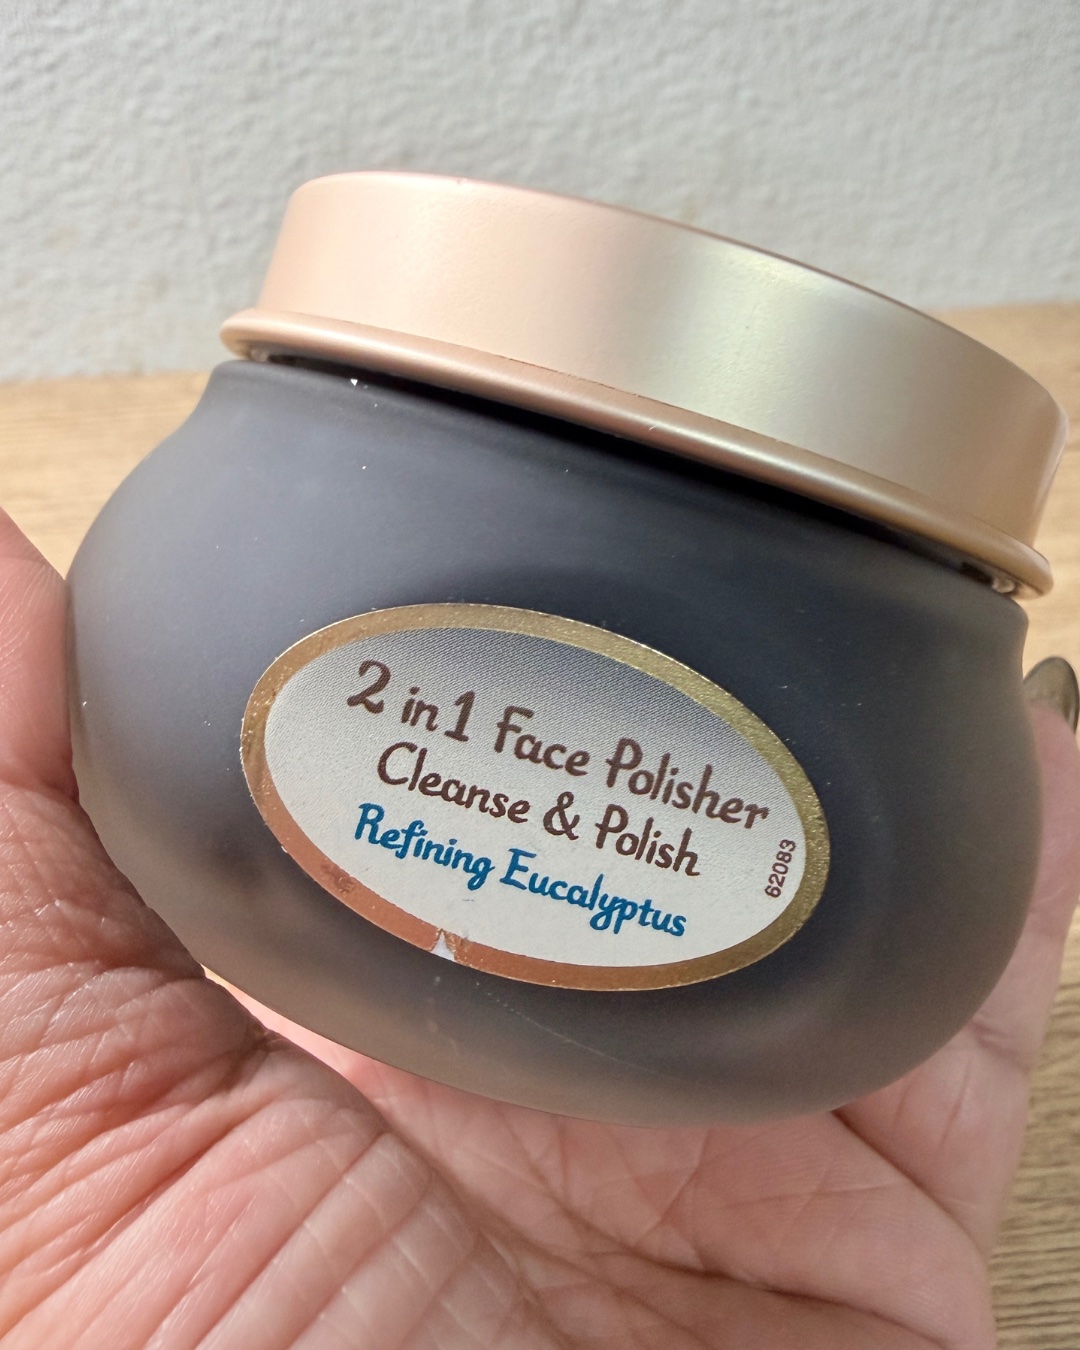 2 in 1 Face Polisher
Cleanse & Polish
Refining Eucalyptus
62083